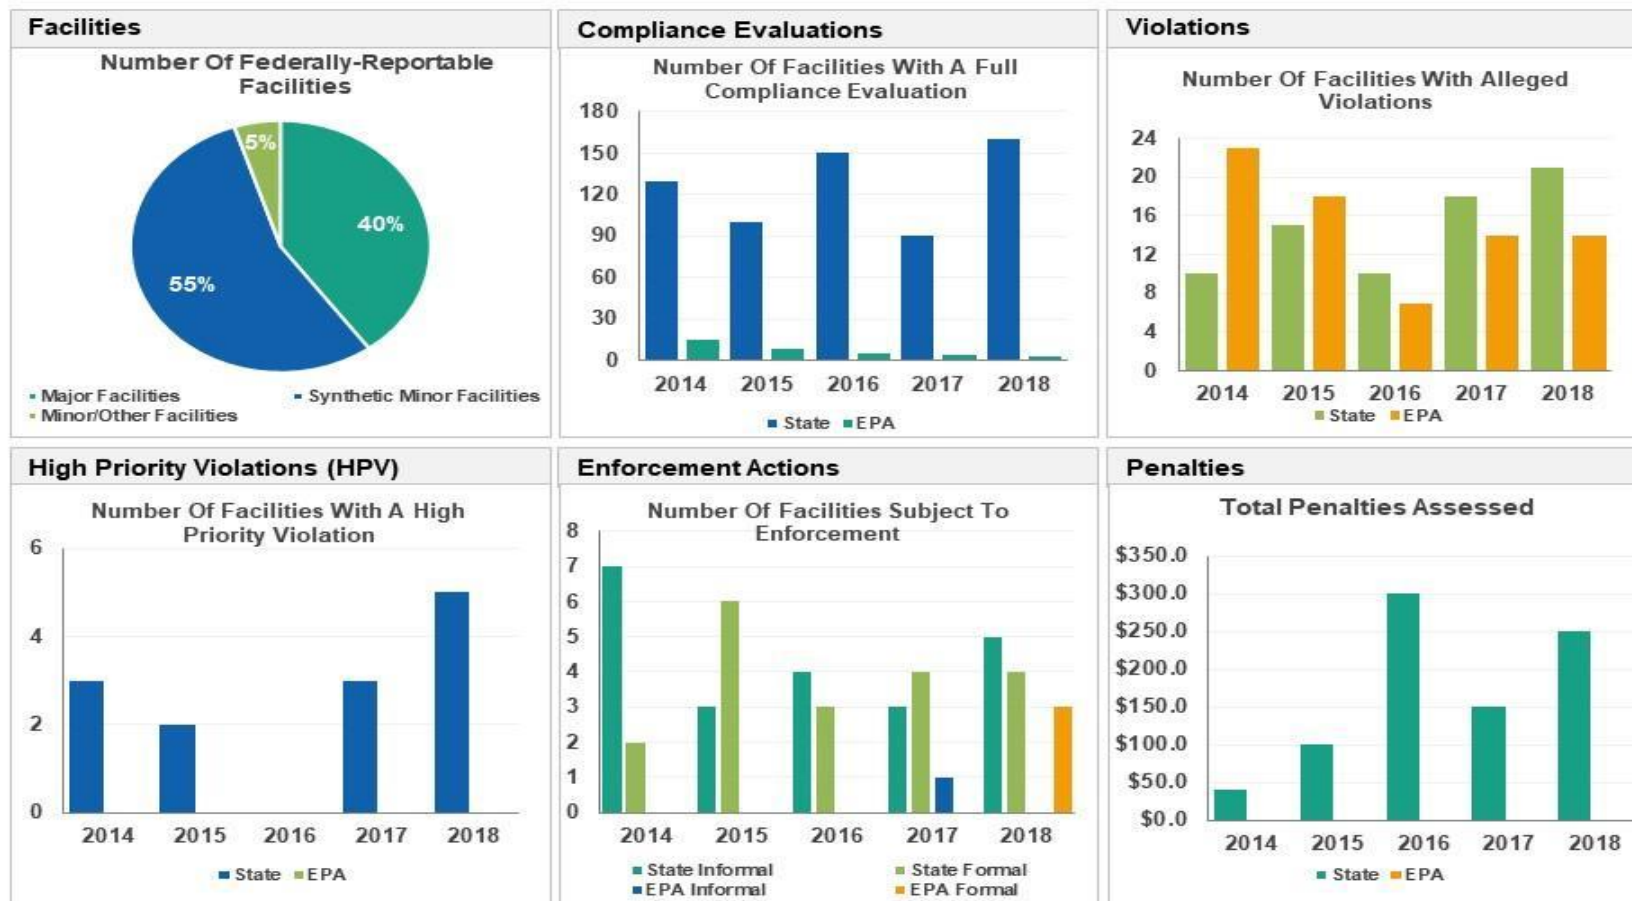 Facilities
Number Of Federally-Reportable
Facilities
5%
40%
55%
Major Facilities
Synthetic Minor Facilities
Minor/Other Facilities
Compliance Evaluations
Number Of Facilities With A Full
Compliance Evaluation
180
150
120
90
60
30
0
2014 2015 2016 2017 2018
State EPA
Violations
Number Of Facilities With Alleged
Violations
24
20
16
12
8
4
0
2014 2015 2016 2017 2018
State EPA
High Priority Violations (HPV)
Number Of Facilities With A High
Priority Violation
6
4
2
0
2014 2015 2016 2017 2018
State EPA
Enforcement Actions
Number Of Facilities Subject To
Enforcement
8
7
6
5
4
3
2
1
0
2014 2015 2016 2017 2018
State Informal State Formal
EPA Informal EPA Formal
Penalties
Total Penalties Assessed
$350.0
$300.0
$250.0
$200.0
$150.0
$100.0
$50.0
$0.0
2014 2015 2016 2017 2018
State EPA